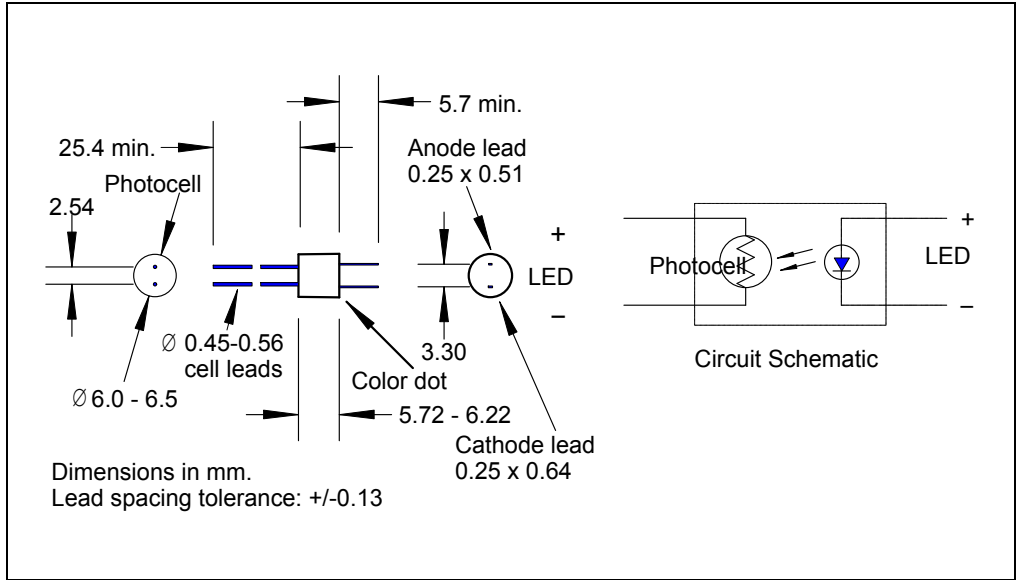 5.7 min.
25.4 min.
Anode lead
0.25 x 0.51
Photocell
2.54
+
LED
–
3.30
Ø 0.45-0.56
cell leads
Color dot
Ø 6.0 - 6.5
5.72 - 6.22
Cathode lead
0.25 x 0.64
Dimensions in mm.
Lead spacing tolerance: +/-0.13
+
Photocell
LED
–
Circuit Schematic